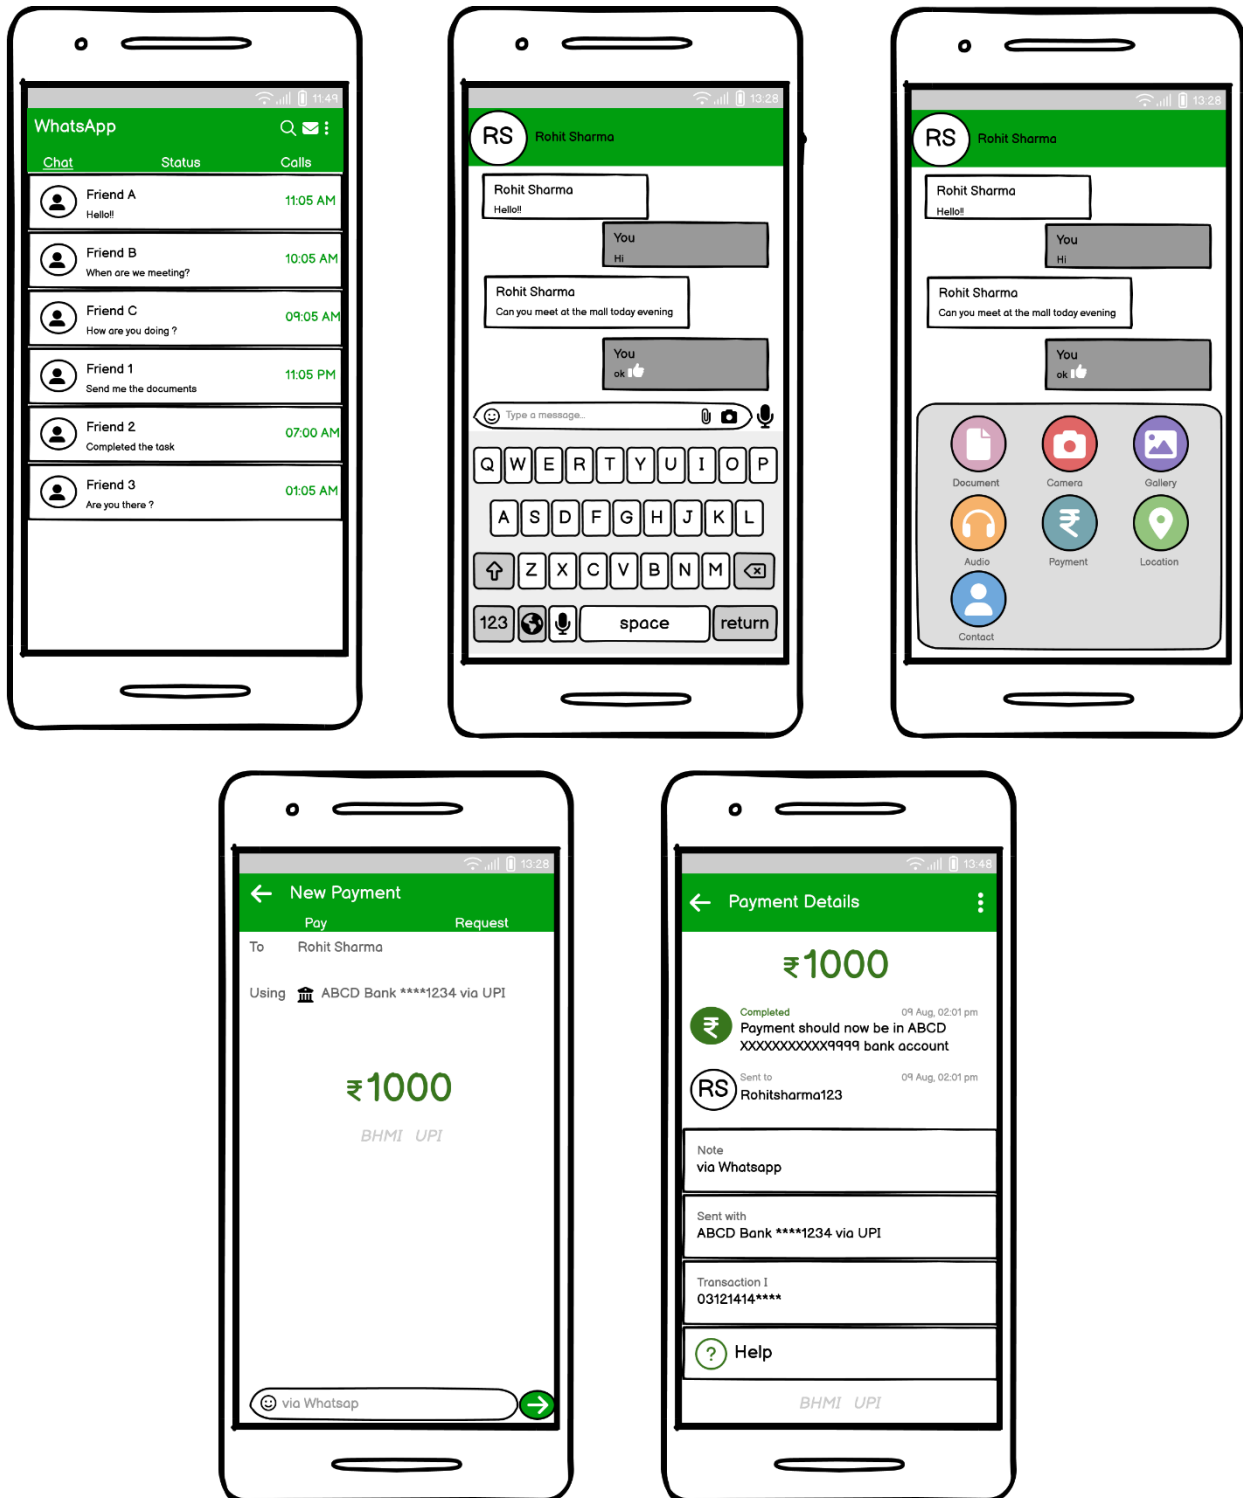 11:49
WhatsApp
Chat Status Calls
Friend A 11:05 AM
Hello!!
Friend B 10:05 AM
When are we meeting?
Friend C 09:05 AM
How are you doing ?
Friend 1 11:05 PM
Send me the documents
Friend 2 07:00 AM
Completed the task
Friend 3 01:05 AM
Are you there ?
13:28
RS Rohit Sharma
Rohit Sharma
Hello!!
You
Hi
Rohit Sharma
Can you meet at the mall today evening
You
ok
Type a message...
Q W E R T Y U I O P
A S D F G H J K L
Z X C V B N M
123 space return
13:28
RS Rohit Sharma
Rohit Sharma
Hello!!
You
Hi
Rohit Sharma
Can you meet at the mall today evening
You
ok
Document Camera Gallery
₹
Audio Payment Location
Contact
13:28
New Payment
Pay Request
To Rohit Sharma
Using ABCD Bank ****1234 via UPI
₹1000
BHMI UPI
via Whatsap
13:48
Payment Details
₹1000
Completed 09 Aug, 02:01 pm
₹ Payment should now be in ABCD
XXXXXXXXXXX9999 bank account
Sent to 09 Aug, 02:01 pm
RS Rohitsharma123
Note
via Whatsapp
Sent with
ABCD Bank ****1234 via UPI
Transaction I
03121414****
? Help
BHMI UPI